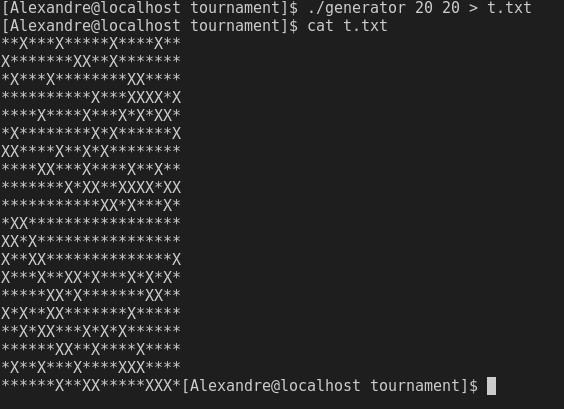 [Alexandre@localhost tournament]$ ./generator 20 20 > t.txt
[Alexandre@localhost tournament]$ cat t.txt
**X***X*****X****X**
X*******XX**X*******
*X***X********XX****
**********X***XXXX*X
****X****X***X*X*XX*
*X********X*X******X
XX****X**X*X********
****XX***X****X**X**
*******X*XX**XXXX*XX
***********XX*X***X*
*XX*****************
XX*X****************
X**XX**************X
X***X**XX*X***X*X*X*
*****XX*X*******XX**
X*X**XX*******X*****
**X*XX***X*X*X******
******XX**X****X****
*X**X***X****XXX****
******X**XX*****XXX*[Alexandre@localhost tournament]$